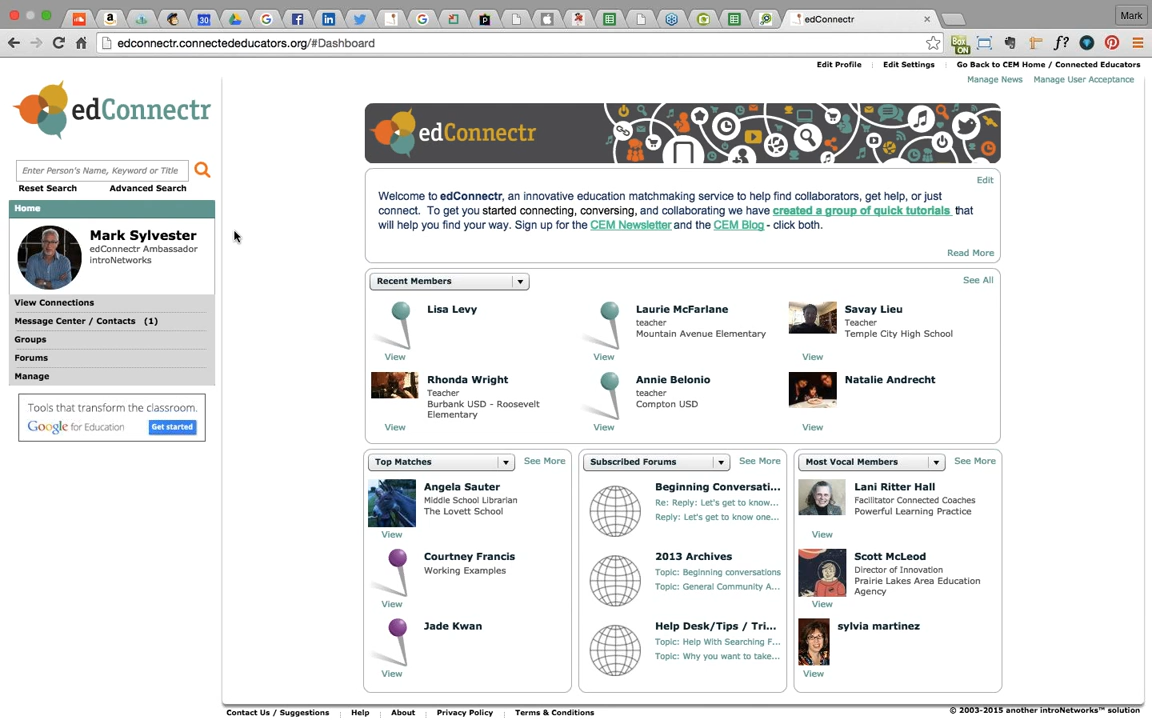 edConnectr
Mark
edconnectr.connectededucators.org/#Dashboard
Edit Profile
Edit Settings
Go Back to CEM Home / Connected Educators
Manage News
Manage User Acceptance
edConnectr
Enter Person's Name, Keyword or Title
Reset Search
Advanced Search
Home
Mark Sylvester
edConnectr Ambassador
introNetworks
View Connections
Message Center / Contacts (1)
Groups
Forums
Manage
Tools that transform the classroom.
Google for Education
Get started
edConnectr
Edit
Welcome to edConnectr, an innovative education matchmaking service to help find collaborators, get help, or just
connect. To get you started connecting, conversing, and collaborating we have created a group of quick tutorials that
will help you find your way. Sign up for the CEM Newsletter and the CEM Blog - click both.
Read More
Recent Members
See All
Lisa Levy
View
Laurie McFarlane
teacher
Mountain Avenue Elementary
View
Savay Lieu
Teacher
Temple City High School
View
Rhonda Wright
Teacher
Burbank USD - Roosevelt
Elementary
View
Annie Belonio
teacher
Compton USD
View
Natalie Andrecht
View
Top Matches
See More
Angela Sauter
Middle School Librarian
The Lovett School
View
Courtney Francis
Working Examples
View
Jade Kwan
View
Subscribed Forums
See More
Beginning Conversati...
Re: Reply: Let's get to know...
Reply: Let's get to know one...
2013 Archives
Topic: Beginning conversations
Topic: General Community A...
Help Desk/Tips / Tri...
Topic: Help With Searching F...
Topic: Why you want to take...
Most Vocal Members
See More
Lani Ritter Hall
Facilitator Connected Coaches
Powerful Learning Practice
View
Scott McLeod
Director of Innovation
Prairie Lakes Area Education
Agency
View
sylvia martinez
View
Contact Us / Suggestions
Help
About
Privacy Policy
Terms & Conditions
© 2003-2015 another introNetworks™ solution